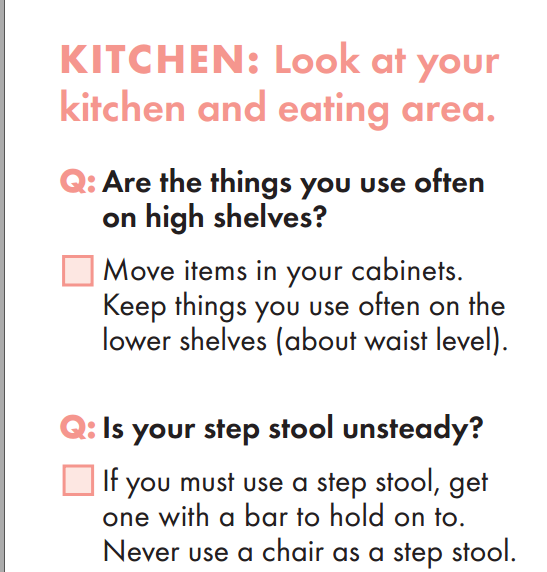 KITCHEN: Look at your
kitchen and eating area.
Q: Are the things you use often
on high shelves?
Move items in your cabinets.
Keep things you use often on the
lower shelves (about waist level).
Q: Is your step stool unsteady?
If you must use a step stool, get
one with a bar to hold on to.
Never use a chair as a step stool.